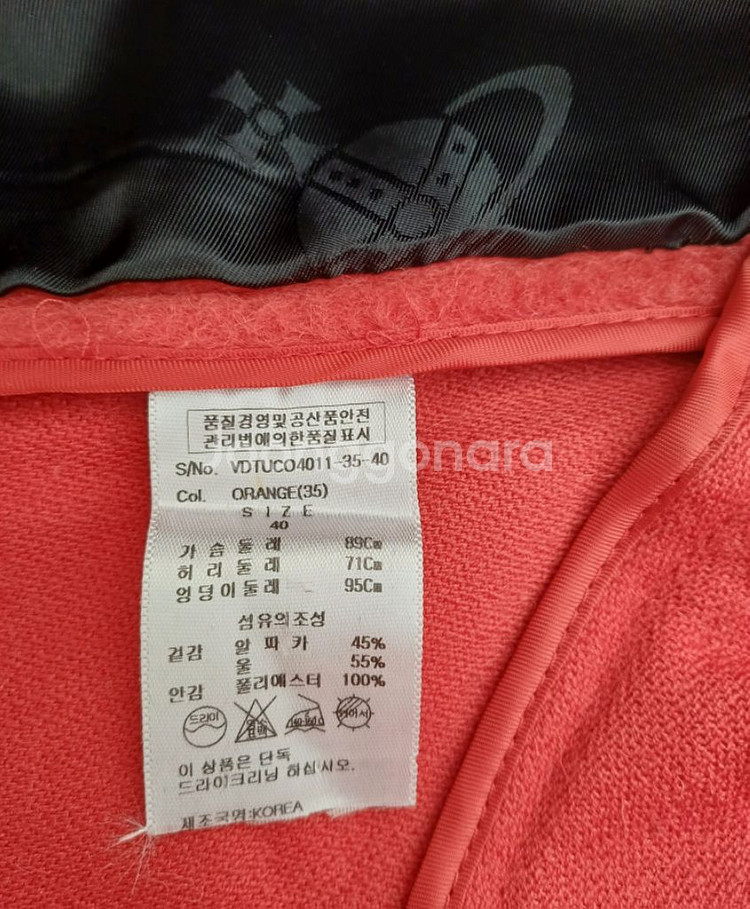 품질경영및공산품안전
관리법에의한품질표시
joonggonara
S/No. VDTUCO4011-35-40
Col. ORANGE(35)
SIZE
40
가슴둘레 89Cm
허리둘레 71Cm
엉덩이둘레 95Cm
섬유의조성
겉감 알파카 45%
울 55%
안감 폴리에스터 100%
드라이
이 상품은 단독
드라이크리닝 하십시오.
제조국명:KOREA